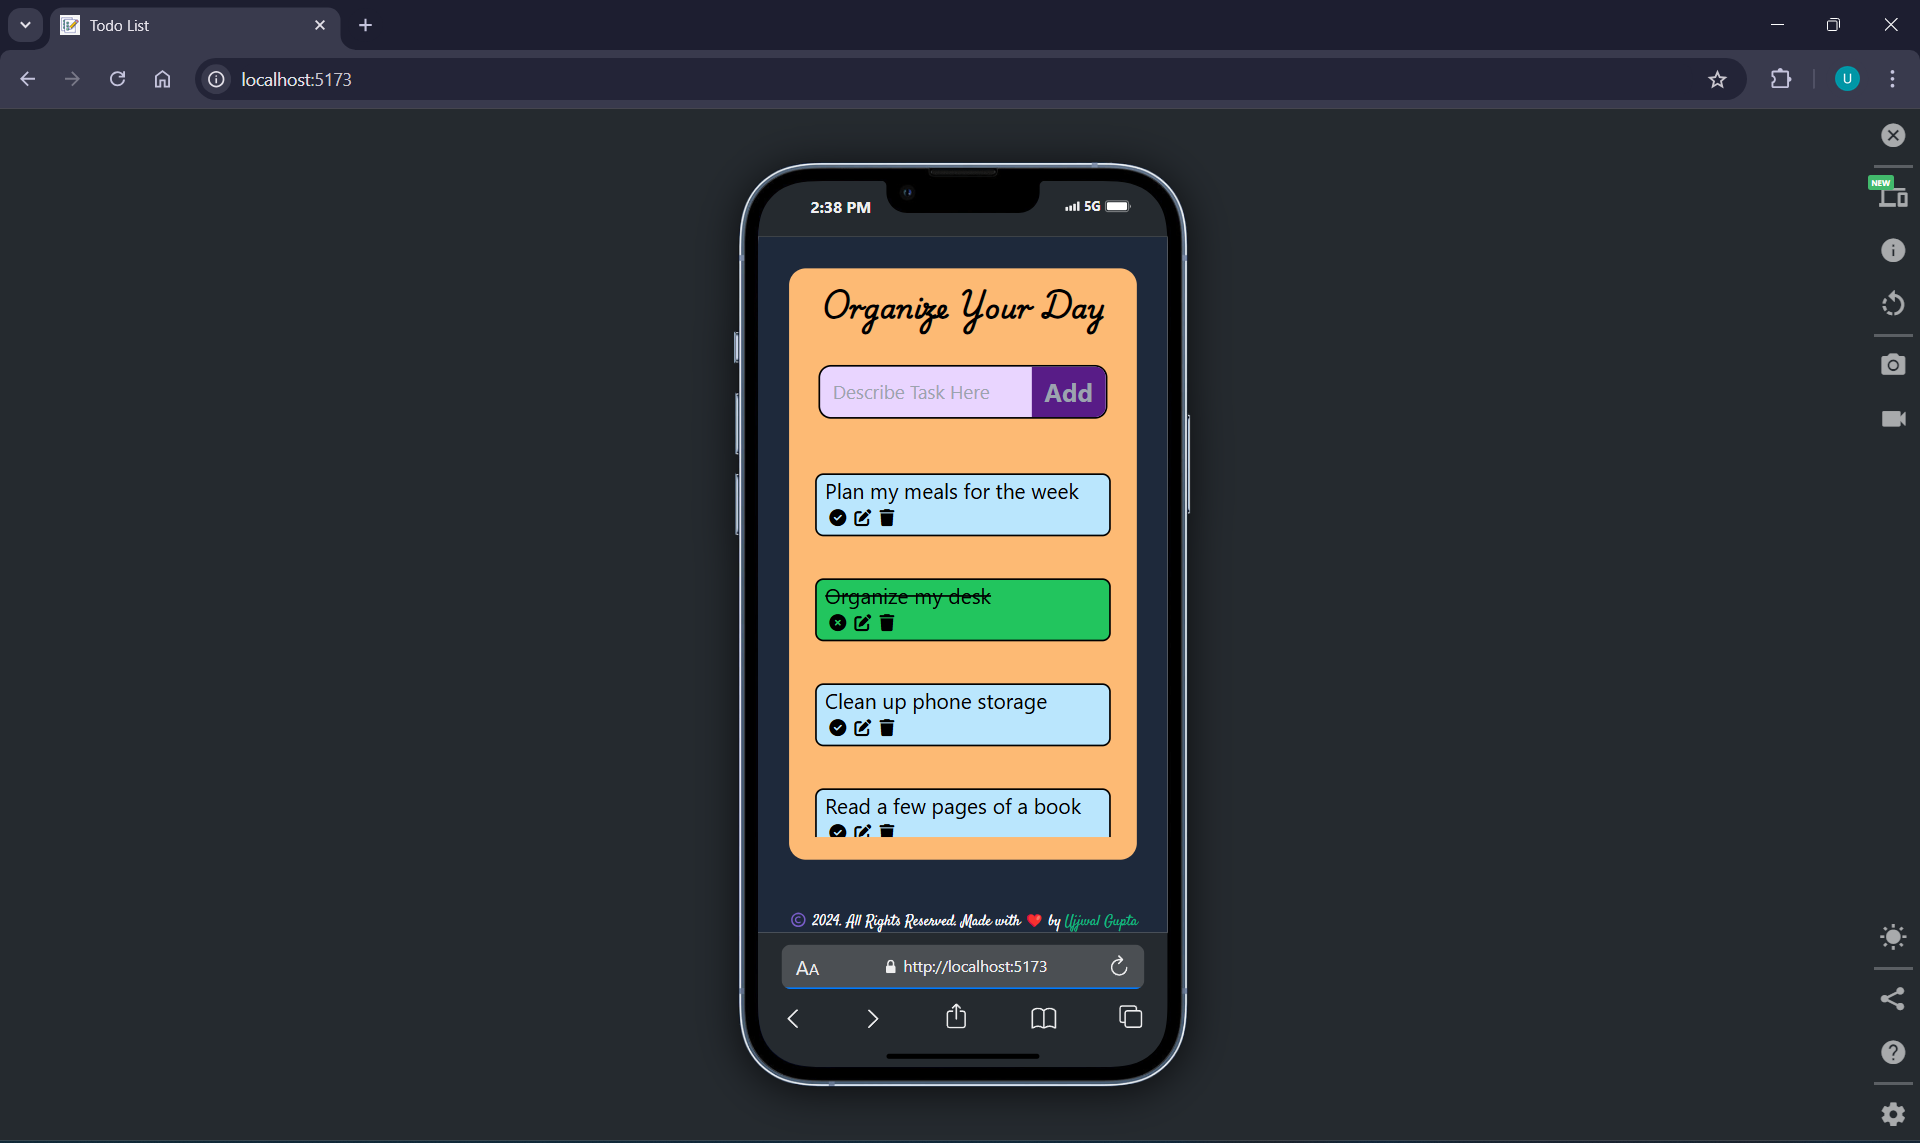 Todo List
localhost:5173
U
NEW
2:38 PM
5G
Organize Your Day
Describe Task Here
Add
Plan my meals for the week
Organize my desk
Clean up phone storage
Read a few pages of a book
© 2024. All Rights Reserved. Made with ❤️ by Ujjwal Gupta
AA
http://localhost:5173